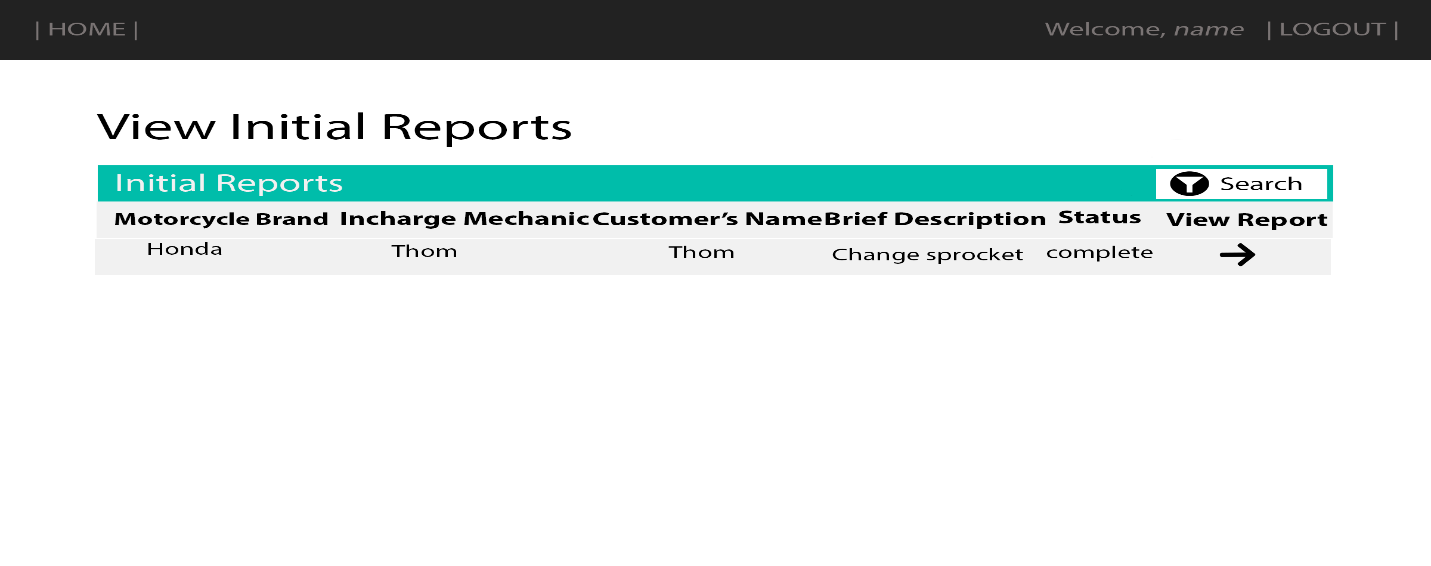 | HOME | Welcome, name | LOGOUT |
View Initial Reports
Initial Reports Search
Motorcycle Brand Incharge Mechanic Customer’s Name Brief Description Status View Report
Honda Thom Thom Change sprocket complete